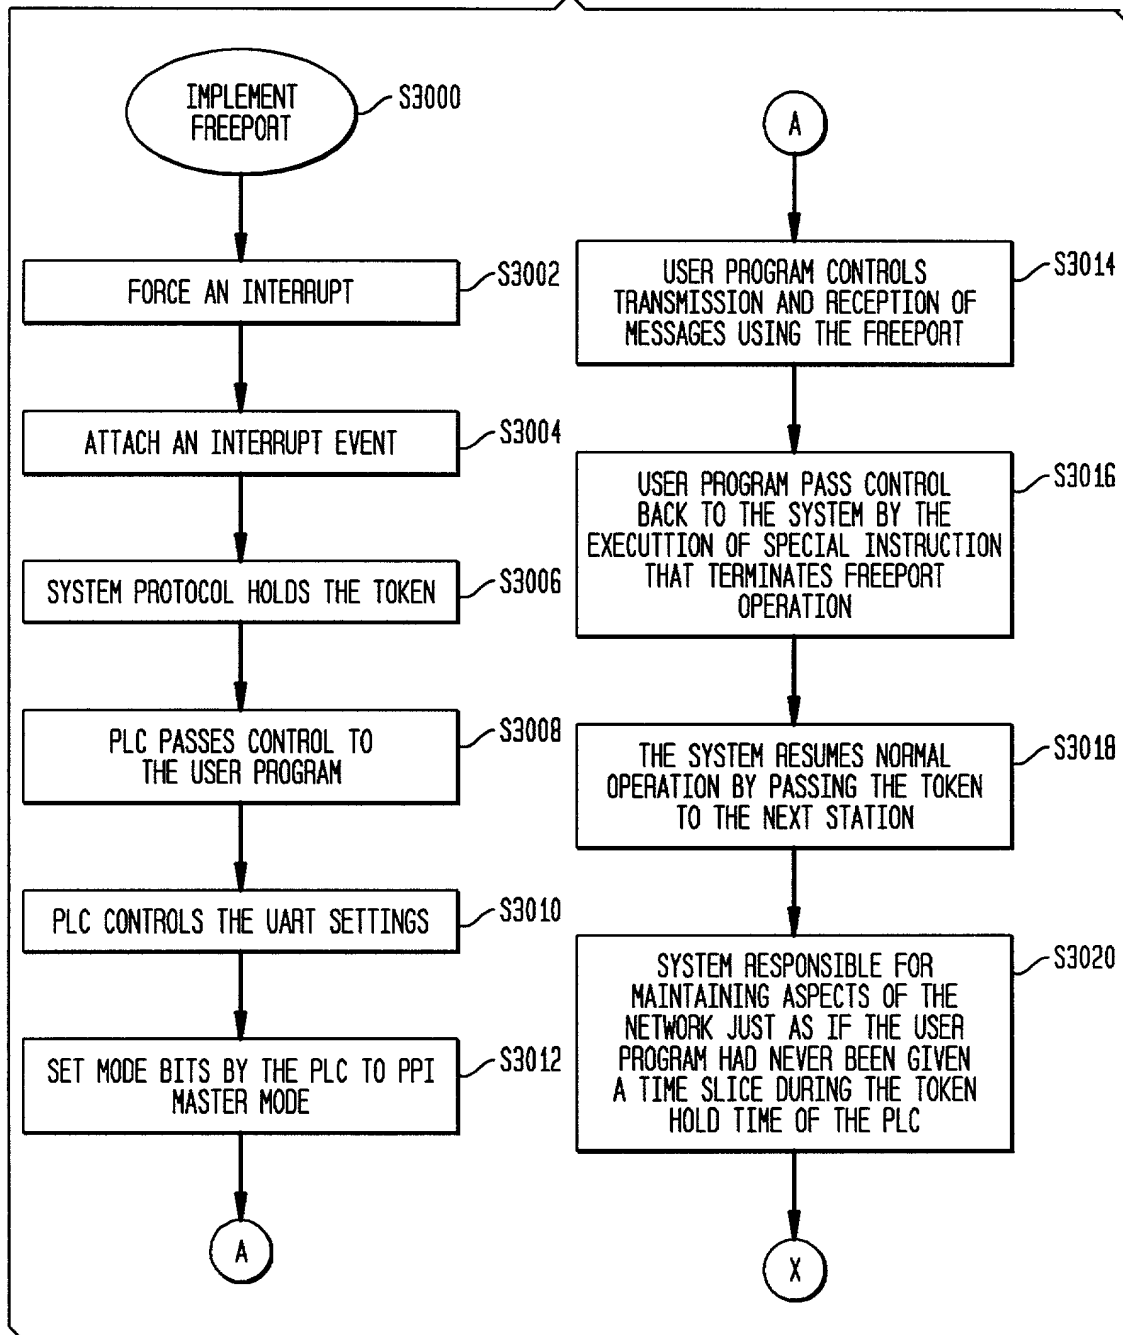 IMPLEMENT
FREEPORT
S3000
FORCE AN INTERRUPT
S3002
ATTACH AN INTERRUPT EVENT
S3004
SYSTEM PROTOCOL HOLDS THE TOKEN
S3006
PLC PASSES CONTROL TO
THE USER PROGRAM
S3008
PLC CONTROLS THE UART SETTINGS
S3010
SET MODE BITS BY THE PLC TO PPI
MASTER MODE
S3012
A
A
USER PROGRAM CONTROLS
TRANSMISSION AND RECEPTION OF
MESSAGES USING THE FREEPORT
S3014
USER PROGRAM PASS CONTROL
BACK TO THE SYSTEM BY THE
EXECUTTION OF SPECIAL INSTRUCTION
THAT TERMINATES FREEPORT
OPERATION
S3016
THE SYSTEM RESUMES NORMAL
OPERATION BY PASSING THE TOKEN
TO THE NEXT STATION
S3018
SYSTEM RESPONSIBLE FOR
MAINTAINING ASPECTS OF THE
NETWORK JUST AS IF THE USER
PROGRAM HAD NEVER BEEN GIVEN
A TIME SLICE DURING THE TOKEN
HOLD TIME OF THE PLC
S3020
X